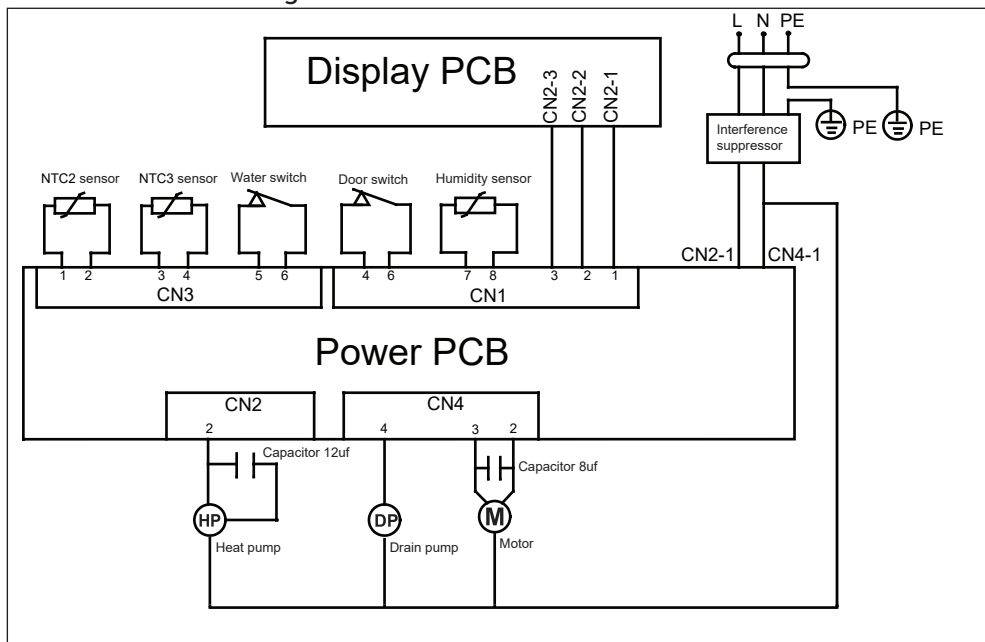 L N PE
Display PCB
CN2-3
CN2-2
CN2-1
Interference
suppressor
PE
PE
NTC2 sensor
NTC3 sensor
Water switch
Door switch
Humidity sensor
CN2-1
CN4-1
1 2 3 4 5 6
4 6 7 8 3 2 1
CN3
CN1
Power PCB
CN2
CN4
2
4
3
2
Capacitor 12uf
Capacitor 8uf
HP
DP
M
Heat pump
Drain pump
Motor